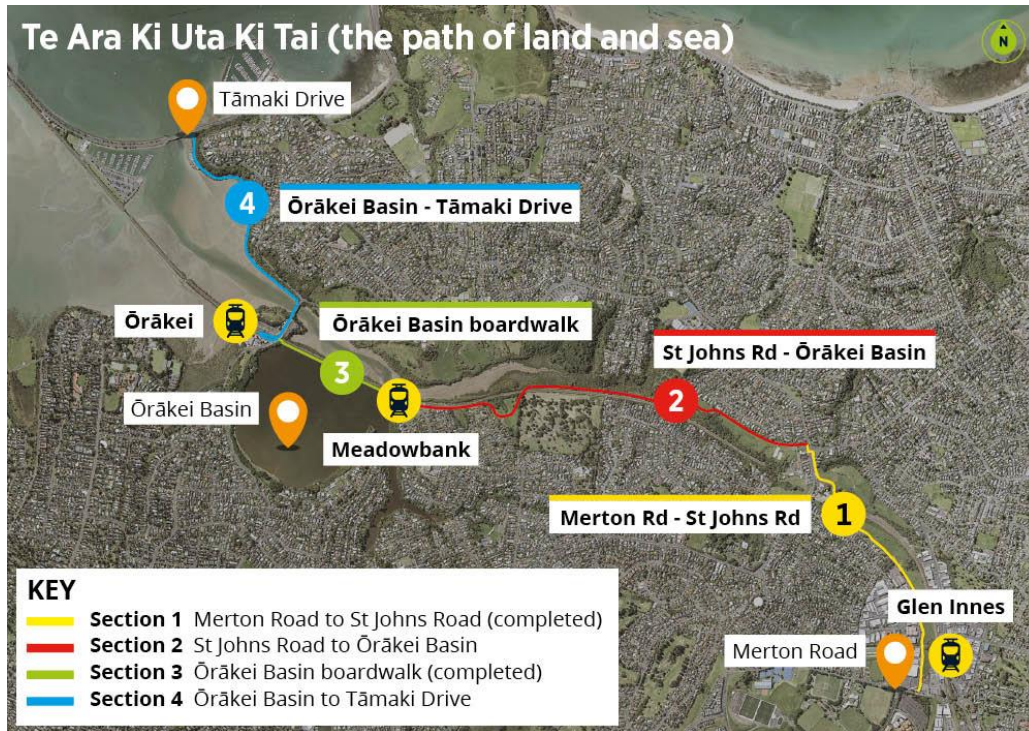 Te Ara Ki Uta Ki Tai (the path of land and sea)
N
Tāmaki Drive
4
Ōrākei Basin - Tāmaki Drive
Ōrākei
Ōrākei Basin boardwalk
3
St Johns Rd - Ōrākei Basin
2
Ōrākei Basin
Meadowbank
Merton Rd - St Johns Rd
1
Glen Innes
Merton Road
KEY
Section 1 Merton Road to St Johns Road (completed)
Section 2 St Johns Road to Ōrākei Basin
Section 3 Ōrākei Basin boardwalk (completed)
Section 4 Ōrākei Basin to Tāmaki Drive